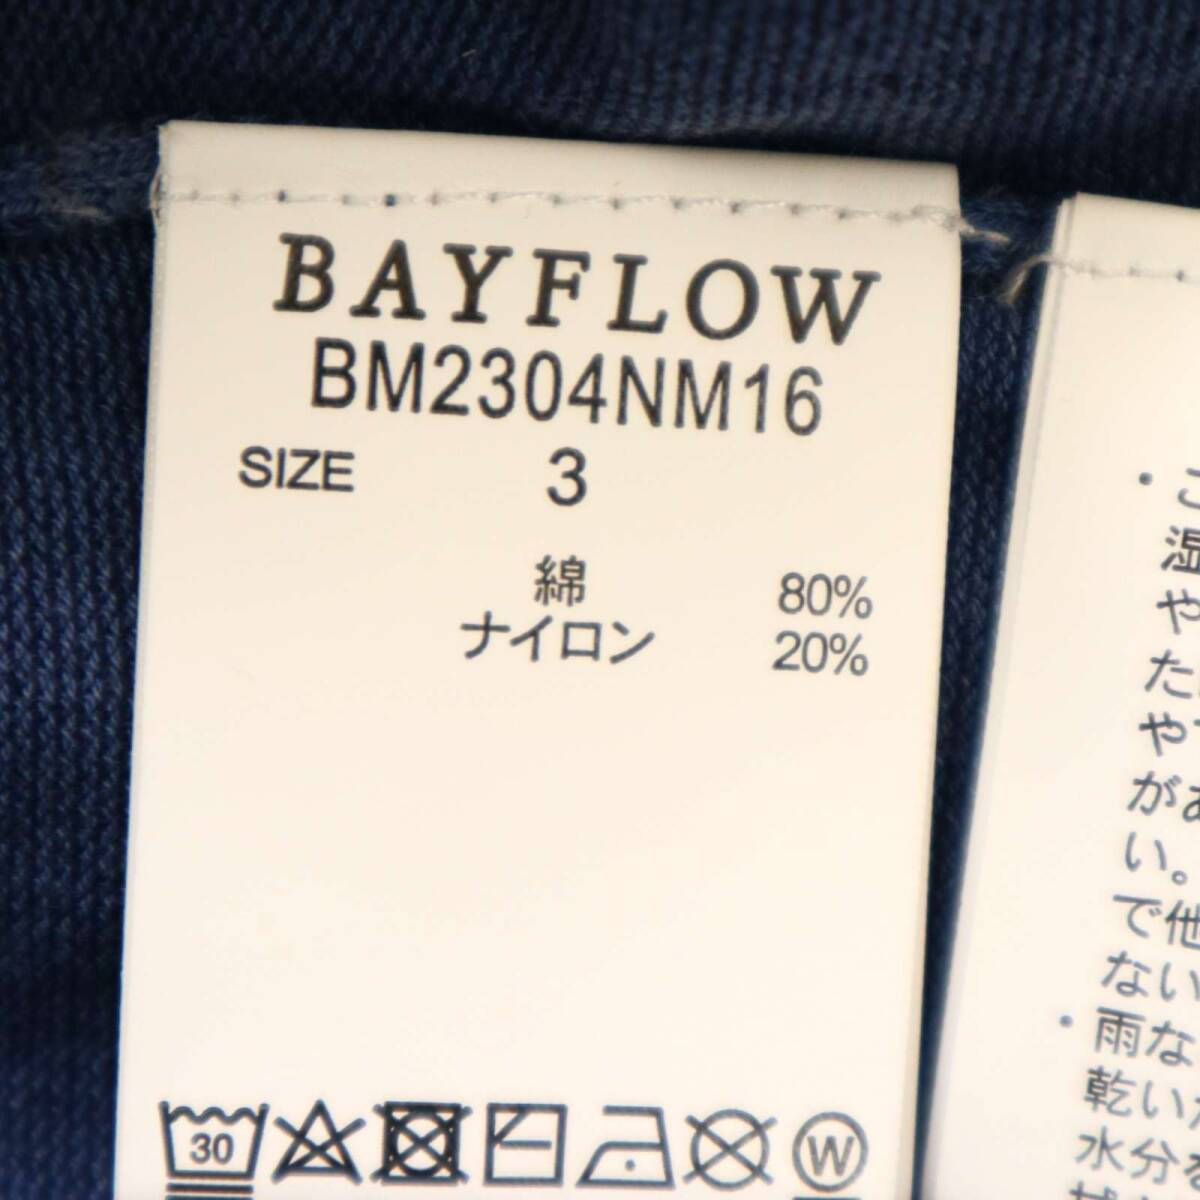 BAYFLOW
BM2304NM16
SIZE 3
綿 80%
ナイロン 20%
30
W
・こ
湿
や
た
や
があ
い。
で他
ない
・雨な
乾い
水分を